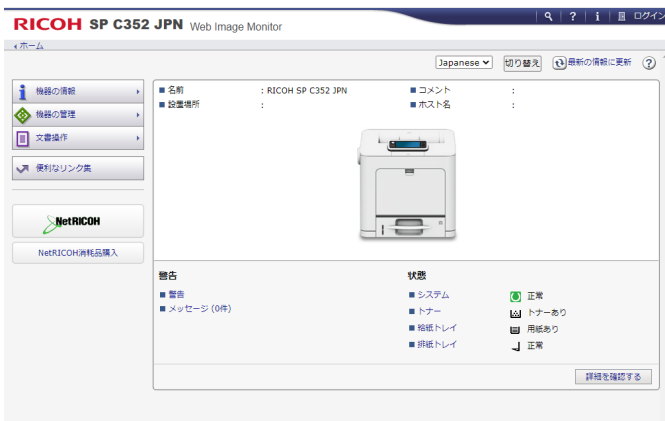 RICOH SP C352 JPN Web Image Monitor
? i ログイン
ホーム
Japanese 切り替え 最新の情報に更新 ?
機器の情報
機器の管理
文書操作
便利なリンク集
NetRICOH
NetRICOH消耗品購入
名前 : RICOH SP C352 JPN コメント :
設置場所 : ホスト名 :
警告 状態
警告 システム 正常
メッセージ (0件) トナー トナーあり
給紙トレイ 用紙あり
排紙トレイ 正常
詳細を確認する